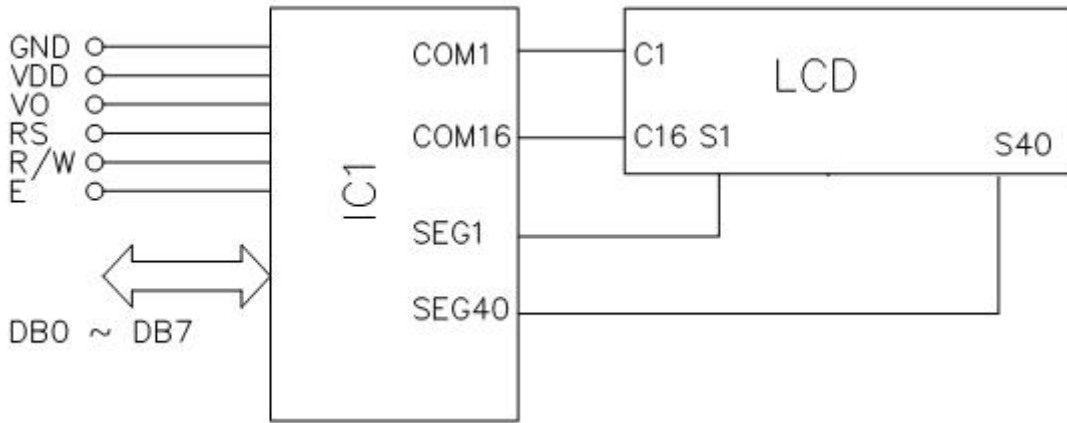 GND
VDD
VO
RS
R/W
E
DB0 ~ DB7
IC1
COM1
COM16
SEG1
SEG40
C1
LCD
C16 S1
S40